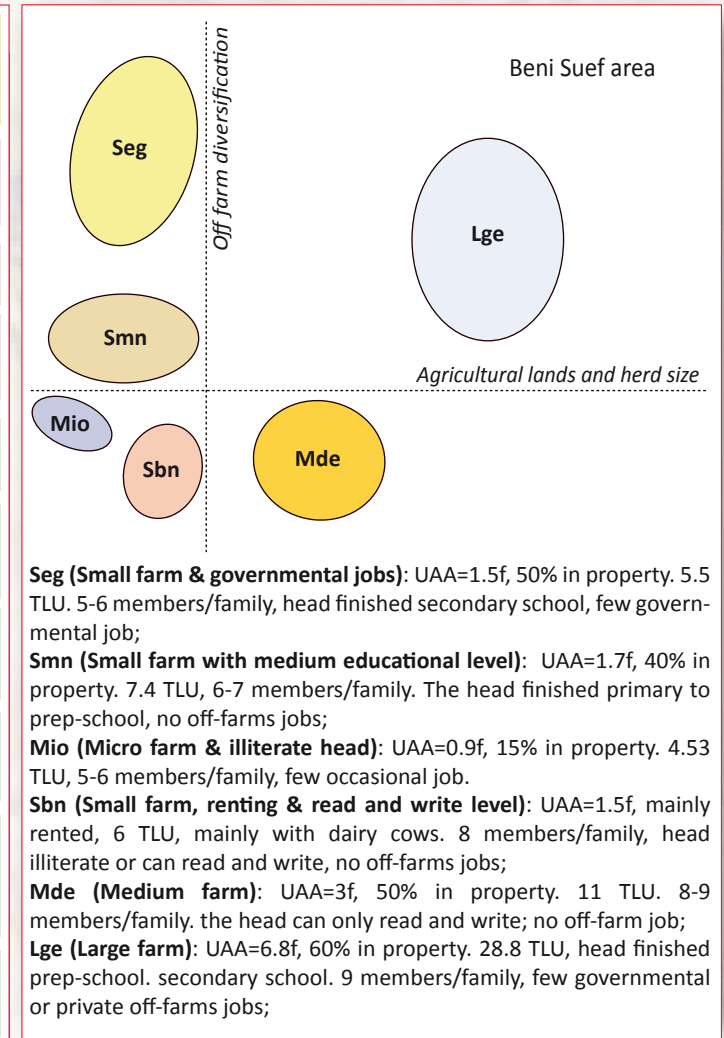 Beni Suef area
Off farm diversification
Seg
Lge
Smn
Agricultural lands and herd size
Mio
Sbn
Mde
Seg (Small farm & governmental jobs): UAA=1.5f, 50% in property. 5.5
TLU. 5-6 members/family, head finished secondary school, few govern-
mental job;
Smn (Small farm with medium educational level): UAA=1.7f, 40% in
property. 7.4 TLU, 6-7 members/family. The head finished primary to
prep-school, no off-farms jobs;
Mio (Micro farm & illiterate head): UAA=0.9f, 15% in property. 4.53
TLU, 5-6 members/family, few occasional job.
Sbn (Small farm, renting & read and write level): UAA=1.5f, mainly
rented, 6 TLU, mainly with dairy cows. 8 members/family, head
illiterate or can read and write, no off-farms jobs;
Mde (Medium farm): UAA=3f, 50% in property. 11 TLU. 8-9
members/family. the head can only read and write; no off-farm job;
Lge (Large farm): UAA=6.8f, 60% in property. 28.8 TLU, head finished
prep-school. secondary school. 9 members/family, few governmental
or private off-farms jobs;